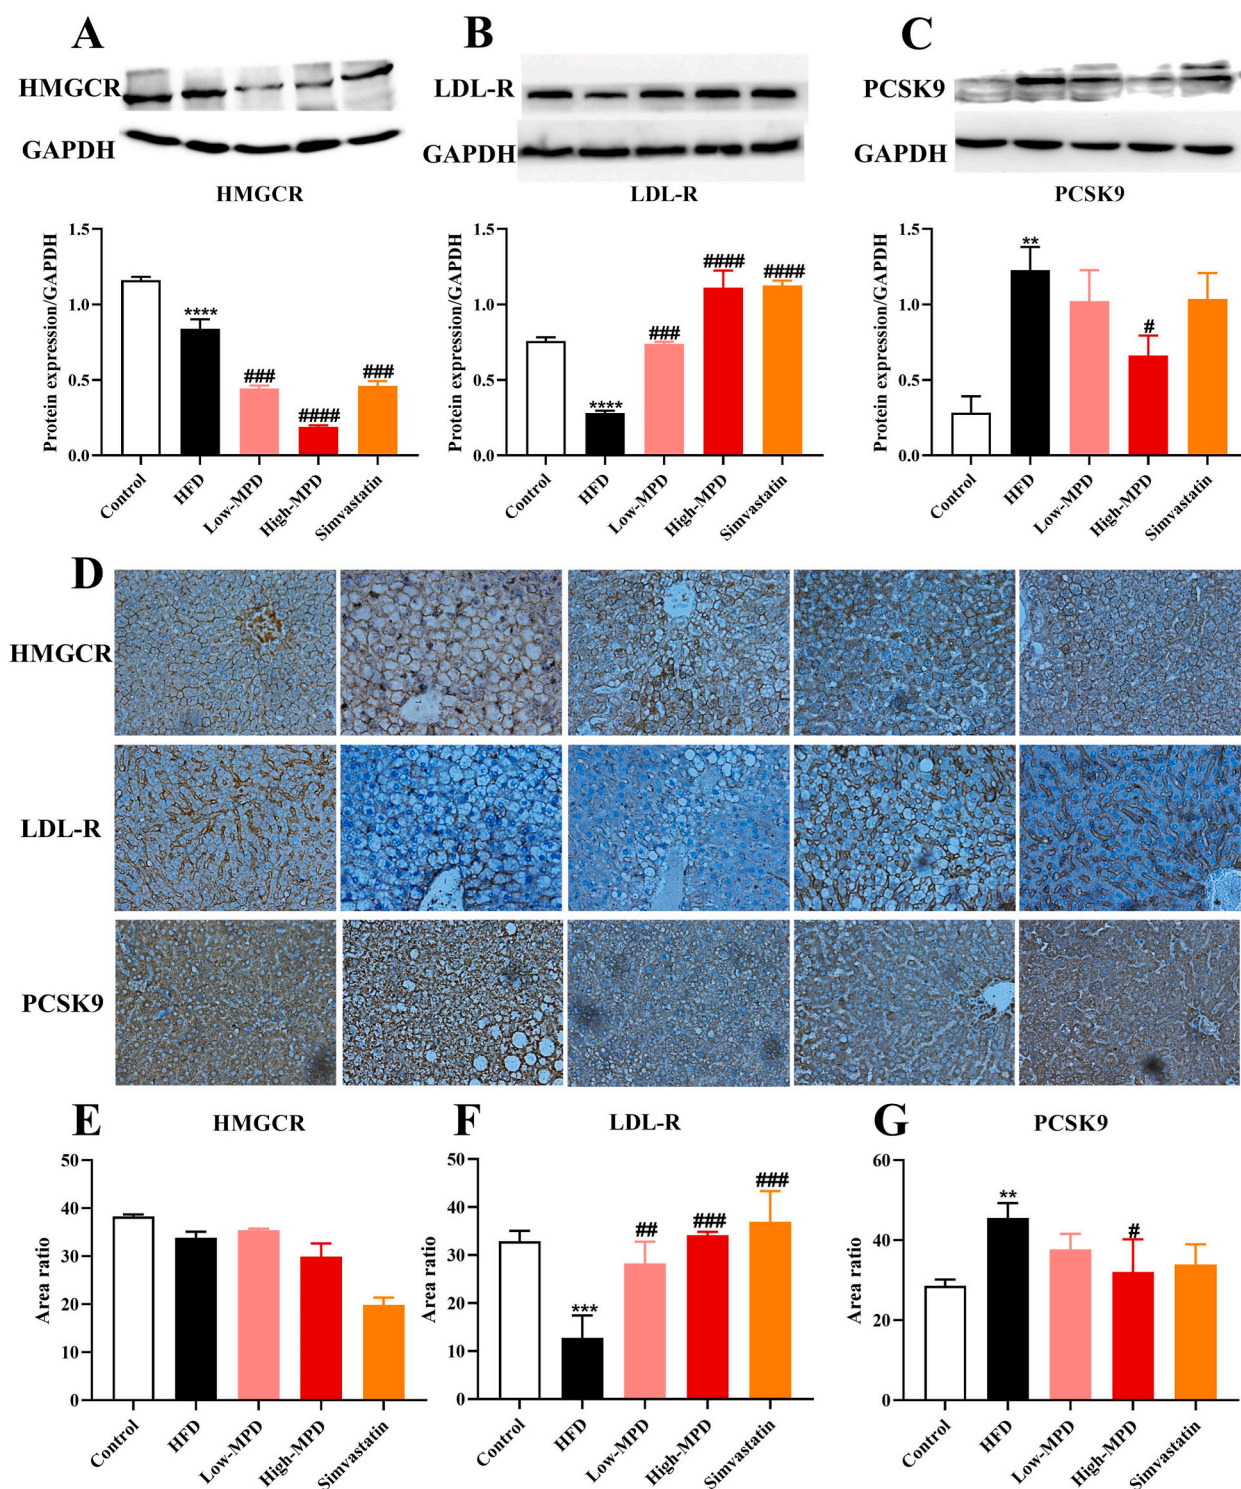 A
B
C
HMGCR
LDL-R
PCSK9
GAPDH
GAPDH
GAPDH
HMGCR
LDL-R
PCSK9
Protein expression/GAPDH
1.5
1.0
0.5
0.0
****
###
####
###
Control
HFD
Low-MPD
High-MPD
Simvastatin
Protein expression/GAPDH
1.5
1.0
0.5
0.0
****
###
####
####
Control
HFD
Low-MPD
High-MPD
Simvastatin
Protein expression/GAPDH
1.5
1.0
0.5
0.0
**
#
Control
HFD
Low-MPD
High-MPD
Simvastatin
D
HMGCR
LDL-R
PCSK9
E
HMGCR
Area ratio
50
40
30
20
10
0
Control
HFD
Low-MPD
High-MPD
Simvastatin
F
LDL-R
Area ratio
50
40
30
20
10
0
***
##
###
###
Control
HFD
Low-MPD
High-MPD
Simvastatin
G
PCSK9
Area ratio
60
40
20
0
**
#
Control
HFD
Low-MPD
High-MPD
Simvastatin